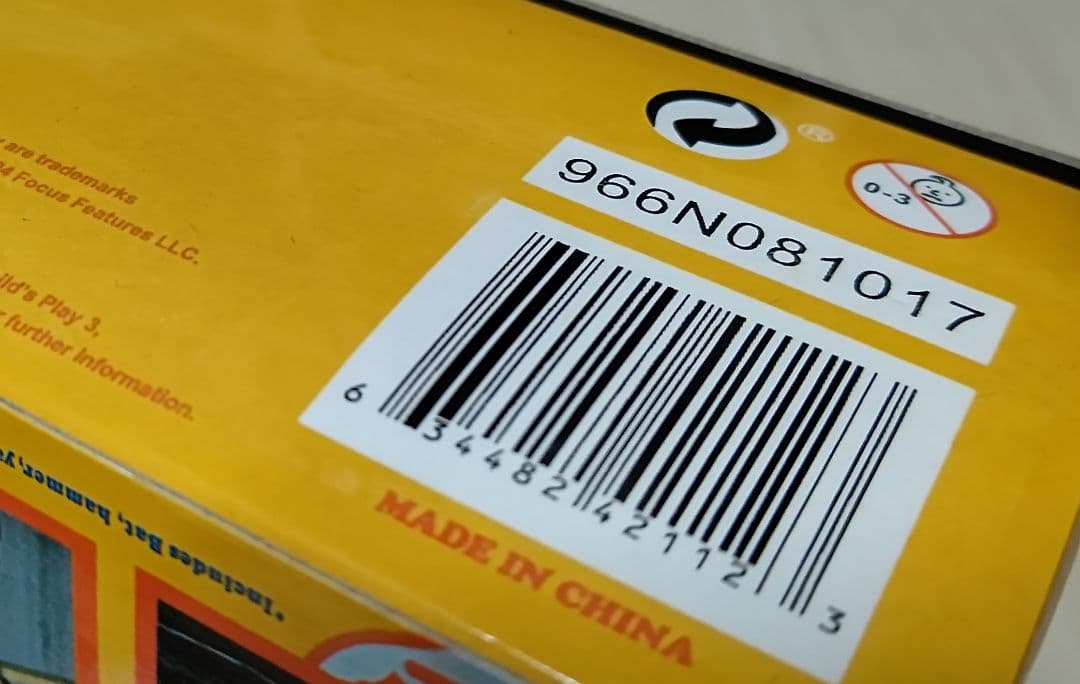 are trademarks
4 Focus Features LLC.
ild's Play 3,
further Information.
®
0-3
966N081017
6 34482 42112 3
MADE IN CHINA
*Includes Bat, hammer,